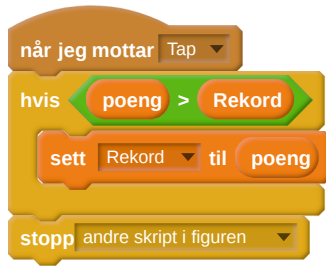 når jeg mottar Tap
hvis poeng > Rekord
sett Rekord til poeng
stopp andre skript i figuren